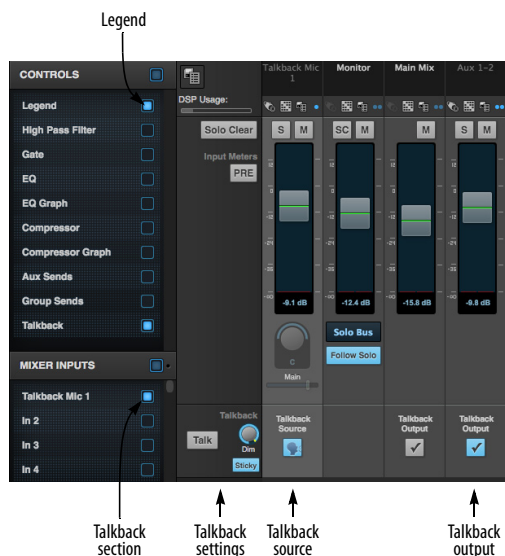 Legend
CONTROLS
Legend
High Pass Filter
Gate
EQ
EQ Graph
Compressor
Compressor Graph
Aux Sends
Group Sends
Talkback
MIXER INPUTS
Talkback Mic 1
In 2
In 3
In 4
DSP Usage:
Solo Clear
Input Meters
PRE
Talkback
Talk
Dim
Sticky
Talkback Mic
1
S M
-9.1 dB
C
Main
Talkback
Source
Monitor
SC M
-12.4 dB
Solo Bus
Follow Solo
Main Mix
M
-15.8 dB
Talkback
Output
Aux 1-2
S M
-9.8 dB
Talkback
Output
Talkback
section
Talkback
settings
Talkback
source
Talkback
output